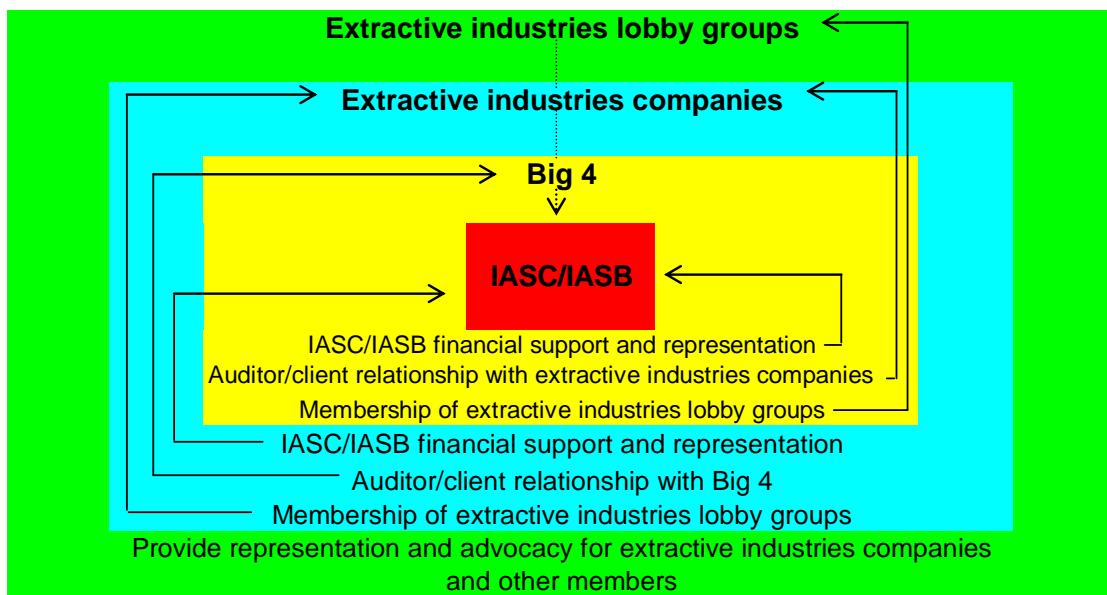 Extractive industries lobby groups
Extractive industries companies
Big 4
IASC/IASB
IASC/IASB financial support and representation
Auditor/client relationship with extractive industries companies
Membership of extractive industries lobby groups
IASC/IASB financial support and representation
Auditor/client relationship with Big 4
Membership of extractive industries lobby groups
Provide representation and advocacy for extractive industries companies
and other members